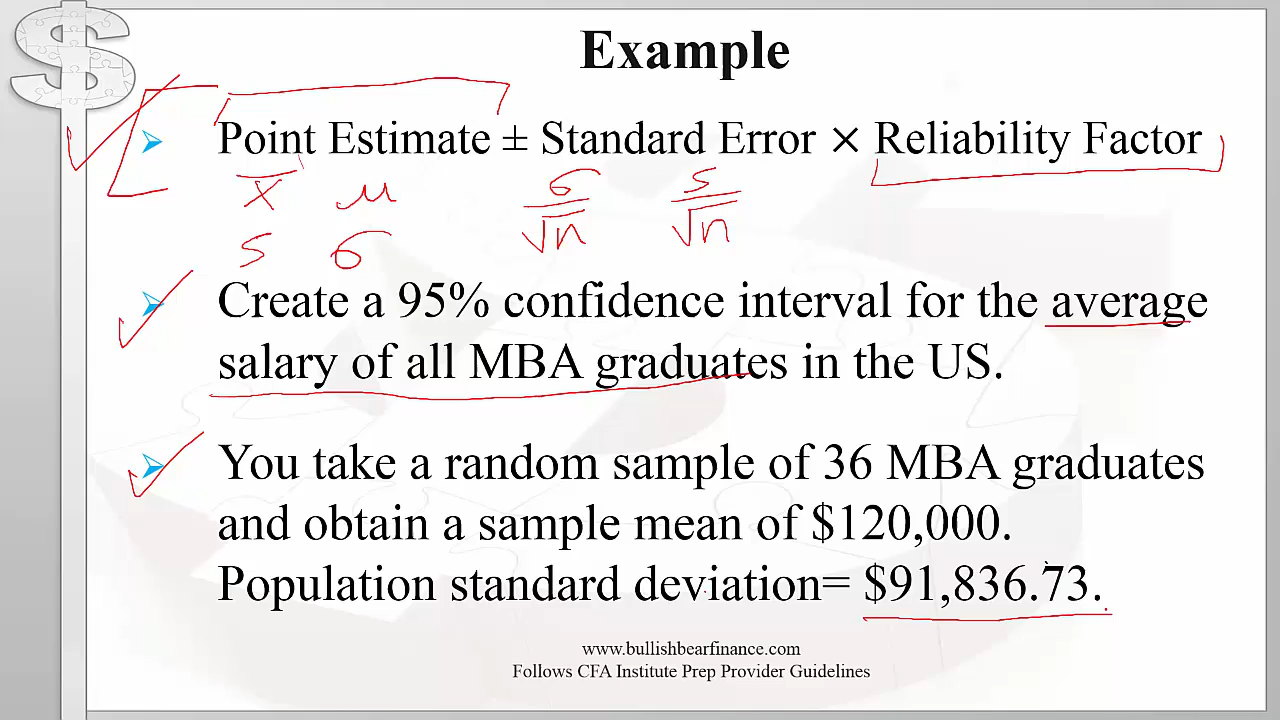 Example
Point Estimate ± Standard Error × Reliability Factor
x̄ μ σ/√n s/√n
s σ
Create a 95% confidence interval for the average
salary of all MBA graduates in the US.
You take a random sample of 36 MBA graduates
and obtain a sample mean of $120,000.
Population standard deviation= $91,836.73.
www.bullishbearfinance.com
Follows CFA Institute Prep Provider Guidelines